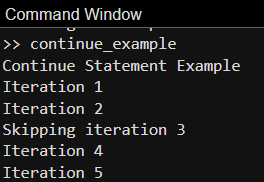 Command Window
>> continue_example
Continue Statement Example
Iteration 1
Iteration 2
Skipping iteration 3
Iteration 4
Iteration 5